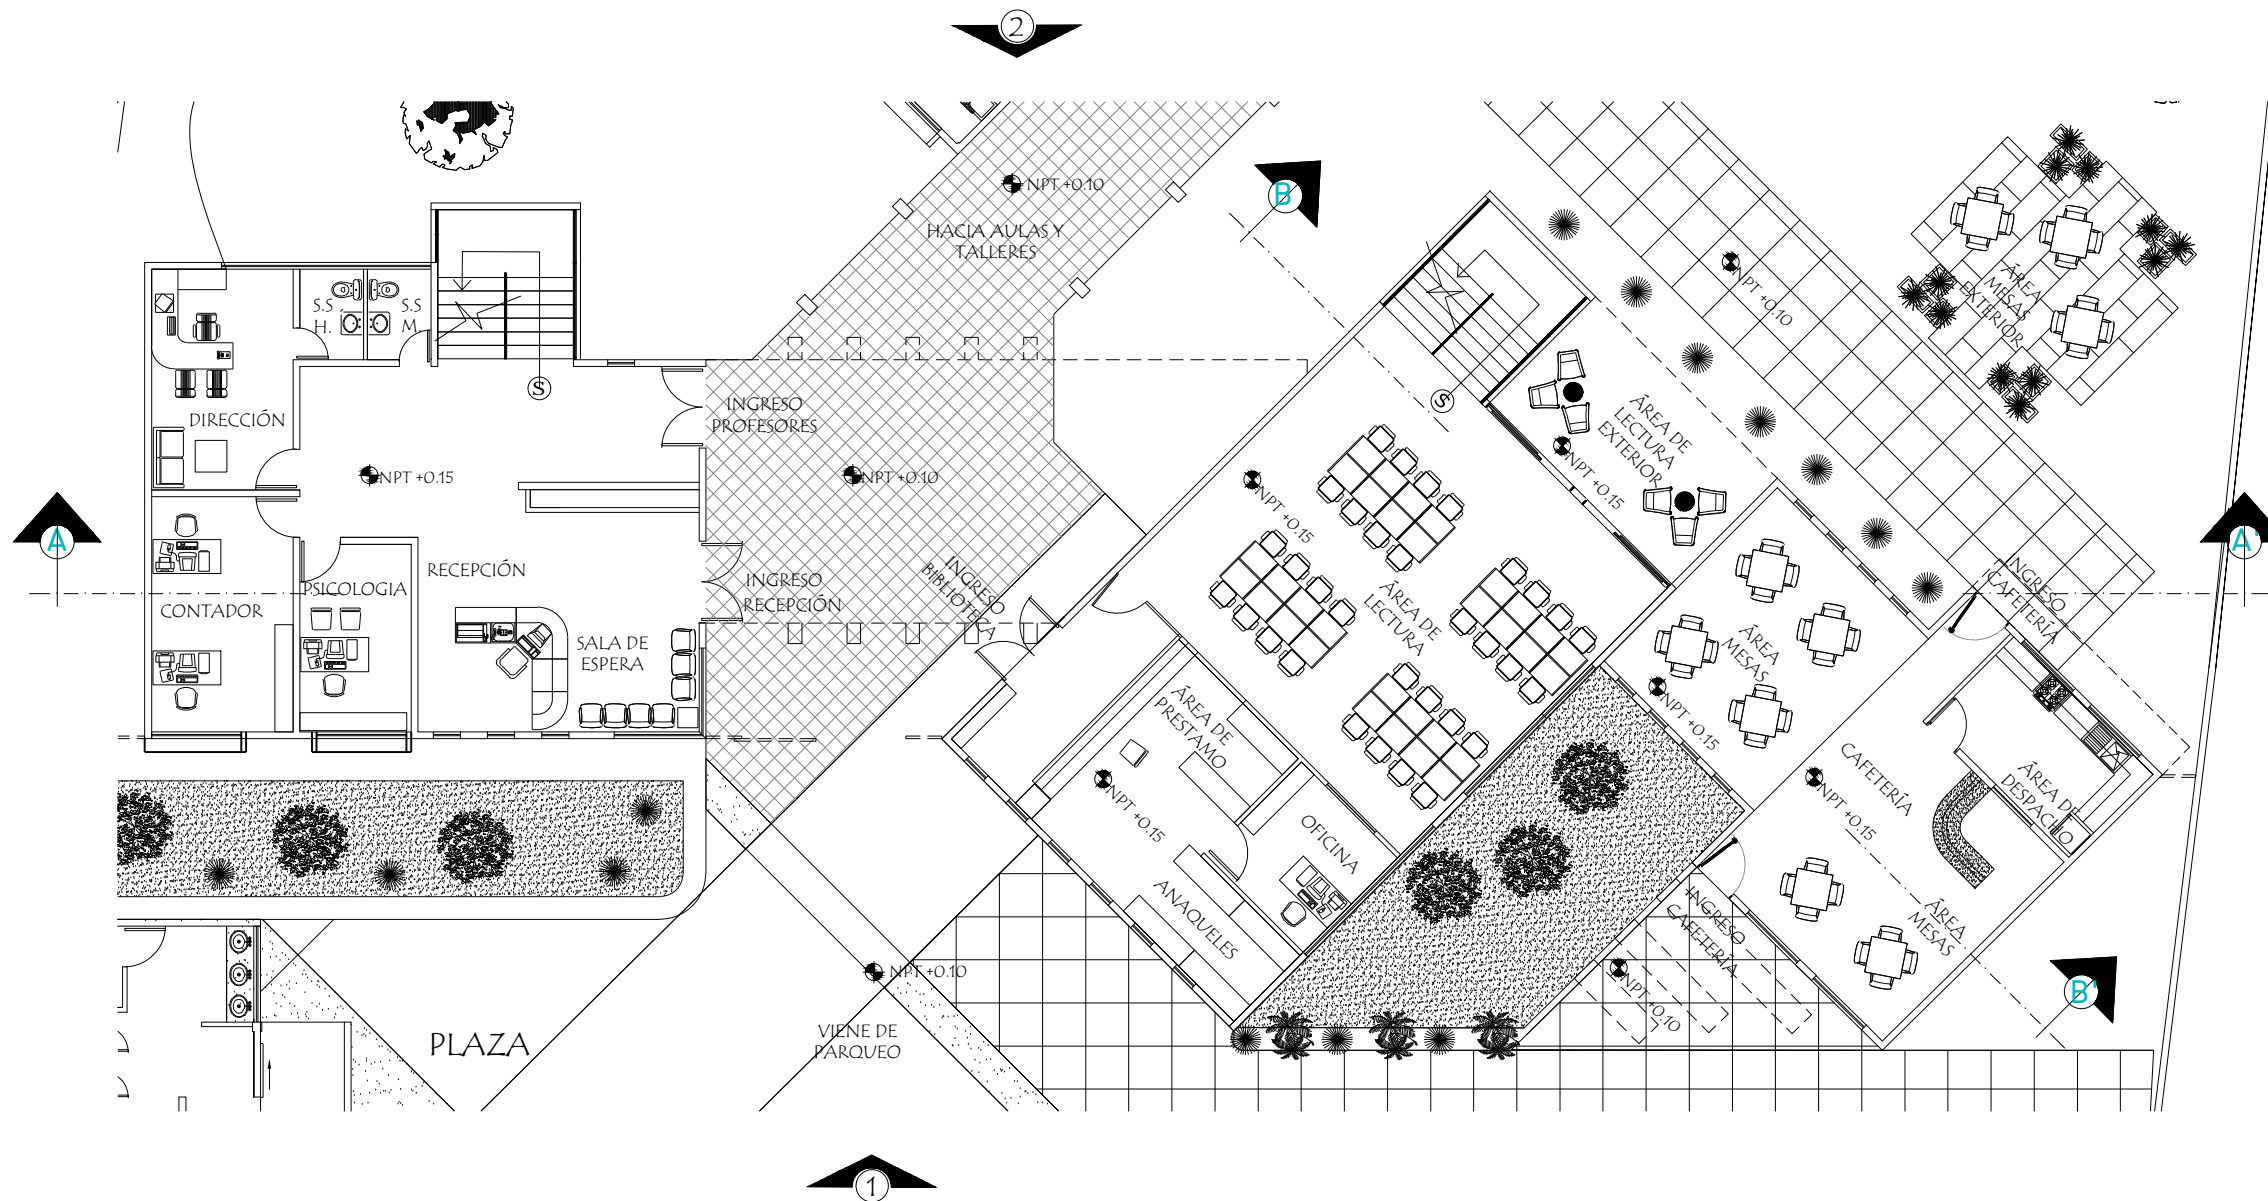 2
NPT +0.10
HACIA AULAS Y
TALLERES
B
NPT +0.10
ÁREA
MESAS
EXTERIOR
S.S
H.
S.S
M.
S
DIRECCIÓN
INGRESO
PROFESORES
NPT +0.15
NPT +0.10
S
ÁREA DE
LECTURA
EXTERIOR
NPT +0.15
NPT +0.15
A
A'
RECEPCIÓN
PSICOLOGIA
CONTADOR
INGRESO
RECEPCIÓN
INGRESO
BIBLIOTECA
ÁREA DE
LECTURA
INGRESO
CAFETERÍA
SALA DE
ESPERA
ÁREA
MESAS
NPT +0.15
ÁREA DE
PRESTAMO
NPT +0.15
CAFETERÍA
NPT +0.15
ÁREA DE
DESPACHO
OFICINA
ANAQUELES
INGRESO
CAFETERÍA
ÁREA
MESAS
NPT +0.10
NPT +0.10
B'
PLAZA
VIENE DE
PARQUEO
1